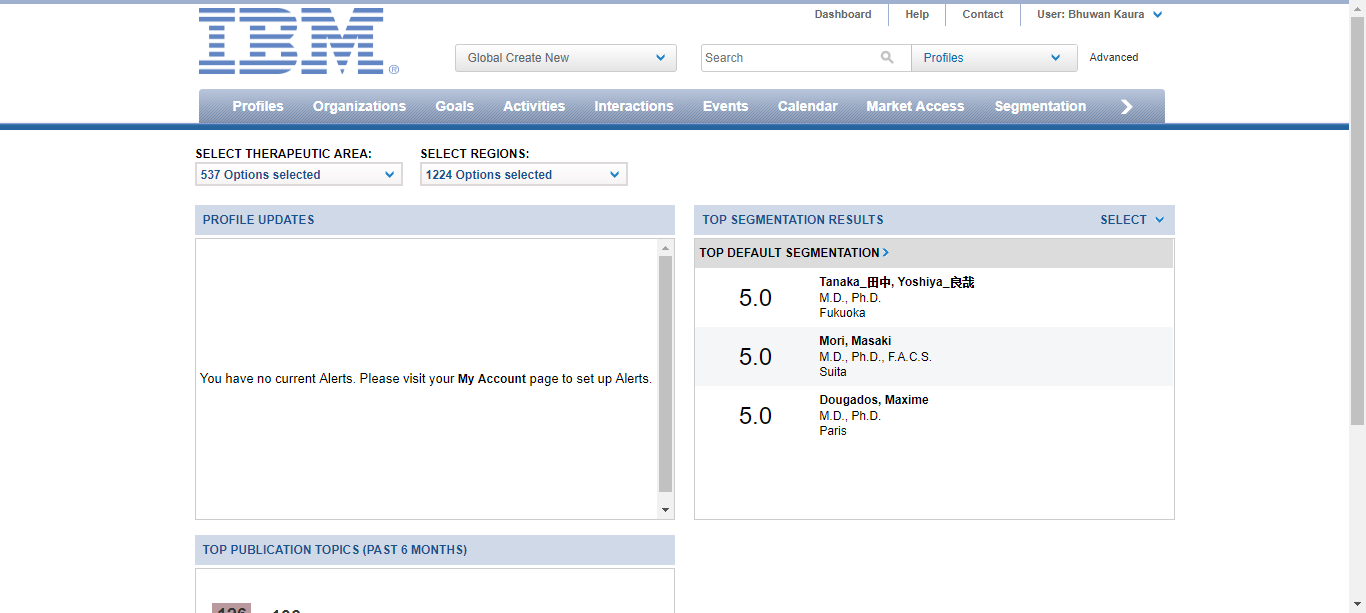 IBM®
Dashboard Help Contact User: Bhuwan Kaura
Global Create New Search Profiles Advanced
Profiles Organizations Goals Activities Interactions Events Calendar Market Access Segmentation
SELECT THERAPEUTIC AREA: SELECT REGIONS:
537 Options selected 1224 Options selected
PROFILE UPDATES
You have no current Alerts. Please visit your My Account page to set up Alerts.
TOP SEGMENTATION RESULTS SELECT
TOP DEFAULT SEGMENTATION
5.0
Tanaka_田中, Yoshiya_良哉
M.D., Ph.D.
Fukuoka
5.0
Mori, Masaki
M.D., Ph.D., F.A.C.S.
Suita
5.0
Dougados, Maxime
M.D., Ph.D.
Paris
TOP PUBLICATION TOPICS (PAST 6 MONTHS)